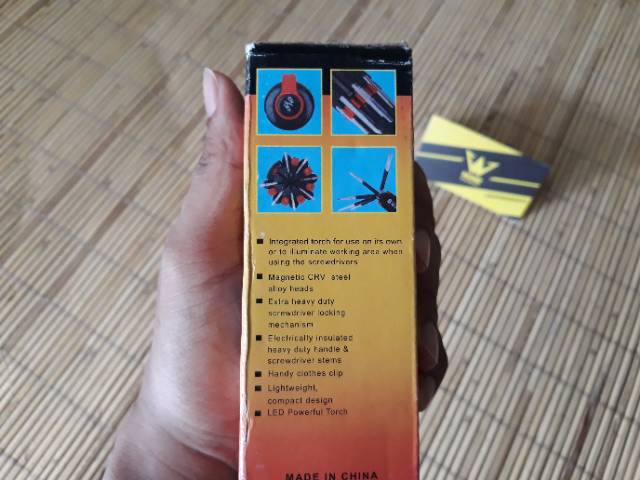 Integrated torch for use on its own
or to illuminate working area when
using the screwdrivers
Magnetic CRV steel
alloy heads
Extra heavy duty
screwdriver locking
mechanism
Electrically insulated
heavy duty handle &
screwdriver stems
Handy clothes clip
Lightweight,
compact design
LED Powerful Torch
MADE IN CHINA